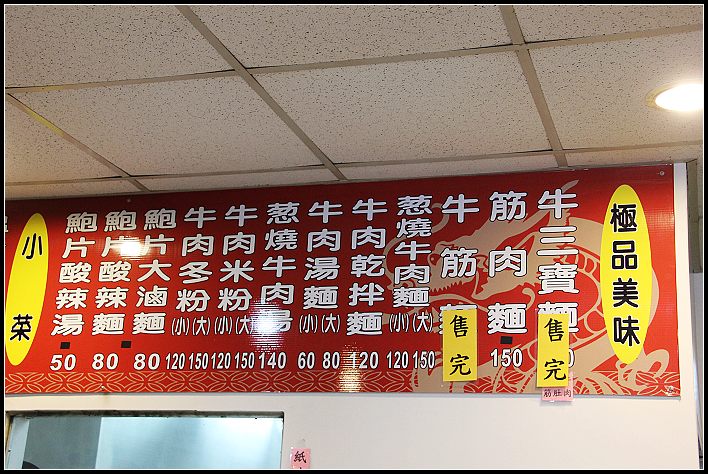 極品美味
牛三寶麵
售完
筋肚肉
筋肉麵
150
牛筋麵
售完
蔥燒牛肉麵
(小)(大)
120 150
牛肉乾拌麵
120
牛肉湯麵
(小)(大)
60 80
蔥燒牛肉湯
140
牛肉米粉
(小)(大)
120 150
牛肉多粉
(小)(大)
120 150
鮑片大滷麵
80
鮑片酸辣麵
80
鮑片酸辣湯
50
小菜
紙